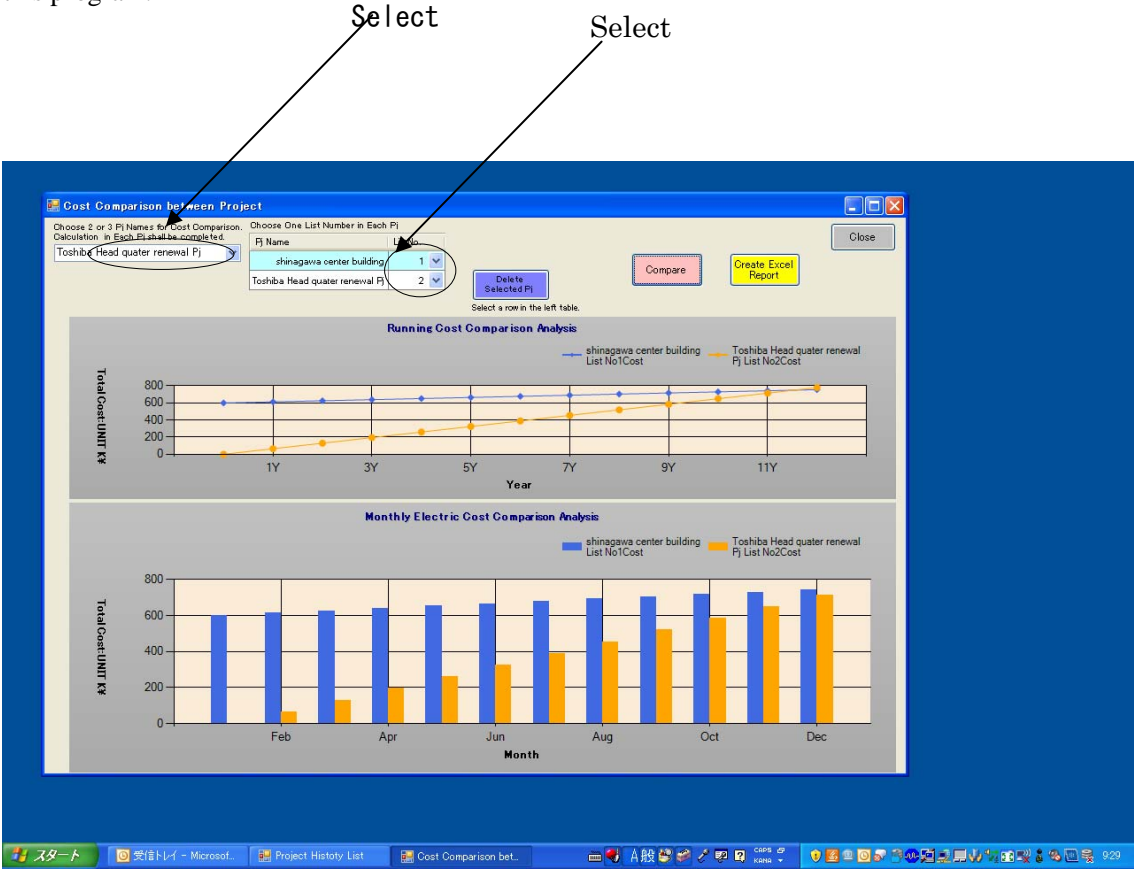 Select
Select
Cost Comparison between Project
Choose 2 or 3 Pj Names for Cost Comparison.
Calculation in Each Pj shall be completed.
Toshiba Head quater renewal Pj
Choose One List Number in Each Pj
Pj Name
shinagawa center building 1
Toshiba Head quater renewal Pj 2
Delete
Selected Pj
Select a row in the left table.
Compare
Create Excel
Report
Close
Running Cost Comparison Analysis
shinagawa center building
List No1Cost
Toshiba Head quater renewal
Pj List No2Cost
Total Cost:UNIT K¥
800
600
400
200
0
1Y 3Y 5Y 7Y 9Y 11Y
Year
Monthly Electric Cost Comparison Analysis
shinagawa center building
List No1Cost
Toshiba Head quater renewal
Pj List No2Cost
Total Cost:UNIT K¥
800
600
400
200
0
Feb Apr Jun Aug Oct Dec
Month
スタート
受信トレイ - Microsof...
Project Histoty List
Cost Comparison bet...
A般
CAPS
KANA
9:29